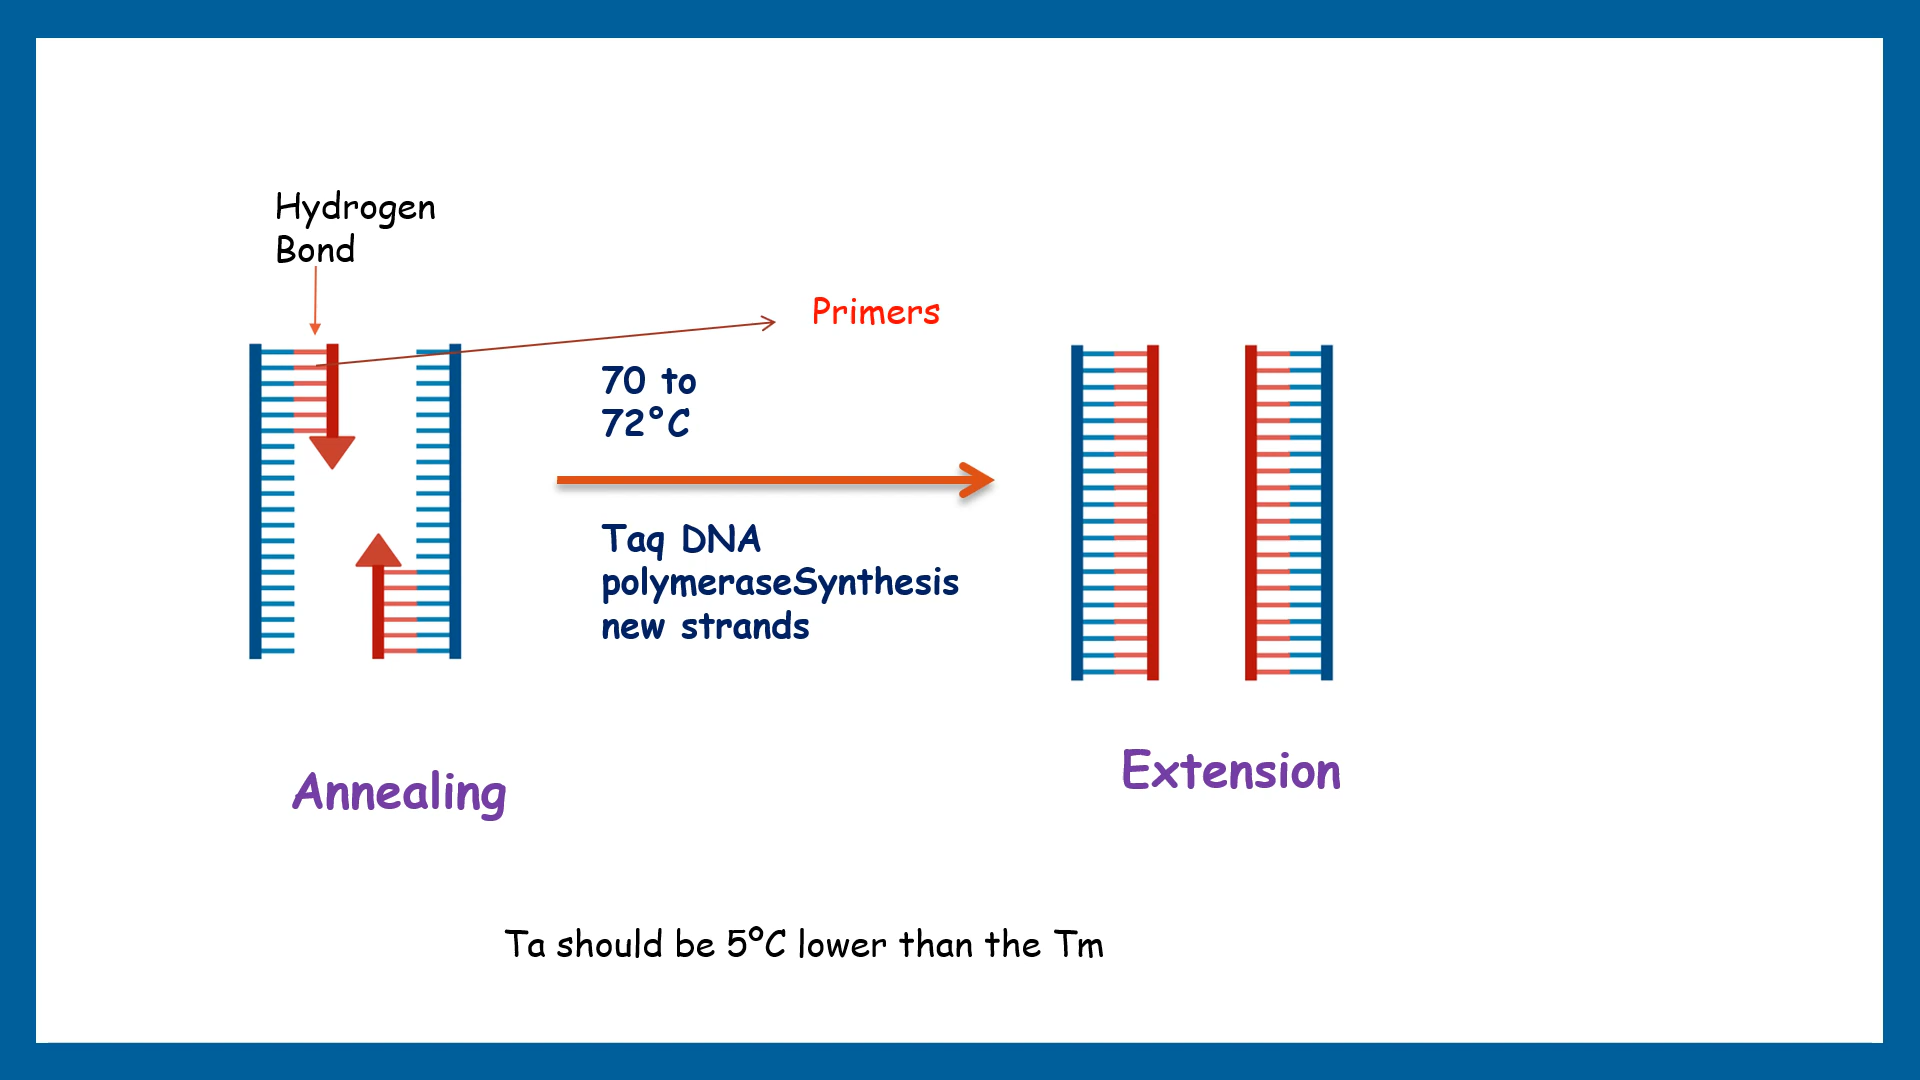 Hydrogen
Bond
Primers
70 to
72°C
Taq DNA
polymeraseSynthesis
new strands
Annealing
Extension
Ta should be 5°C lower than the Tm